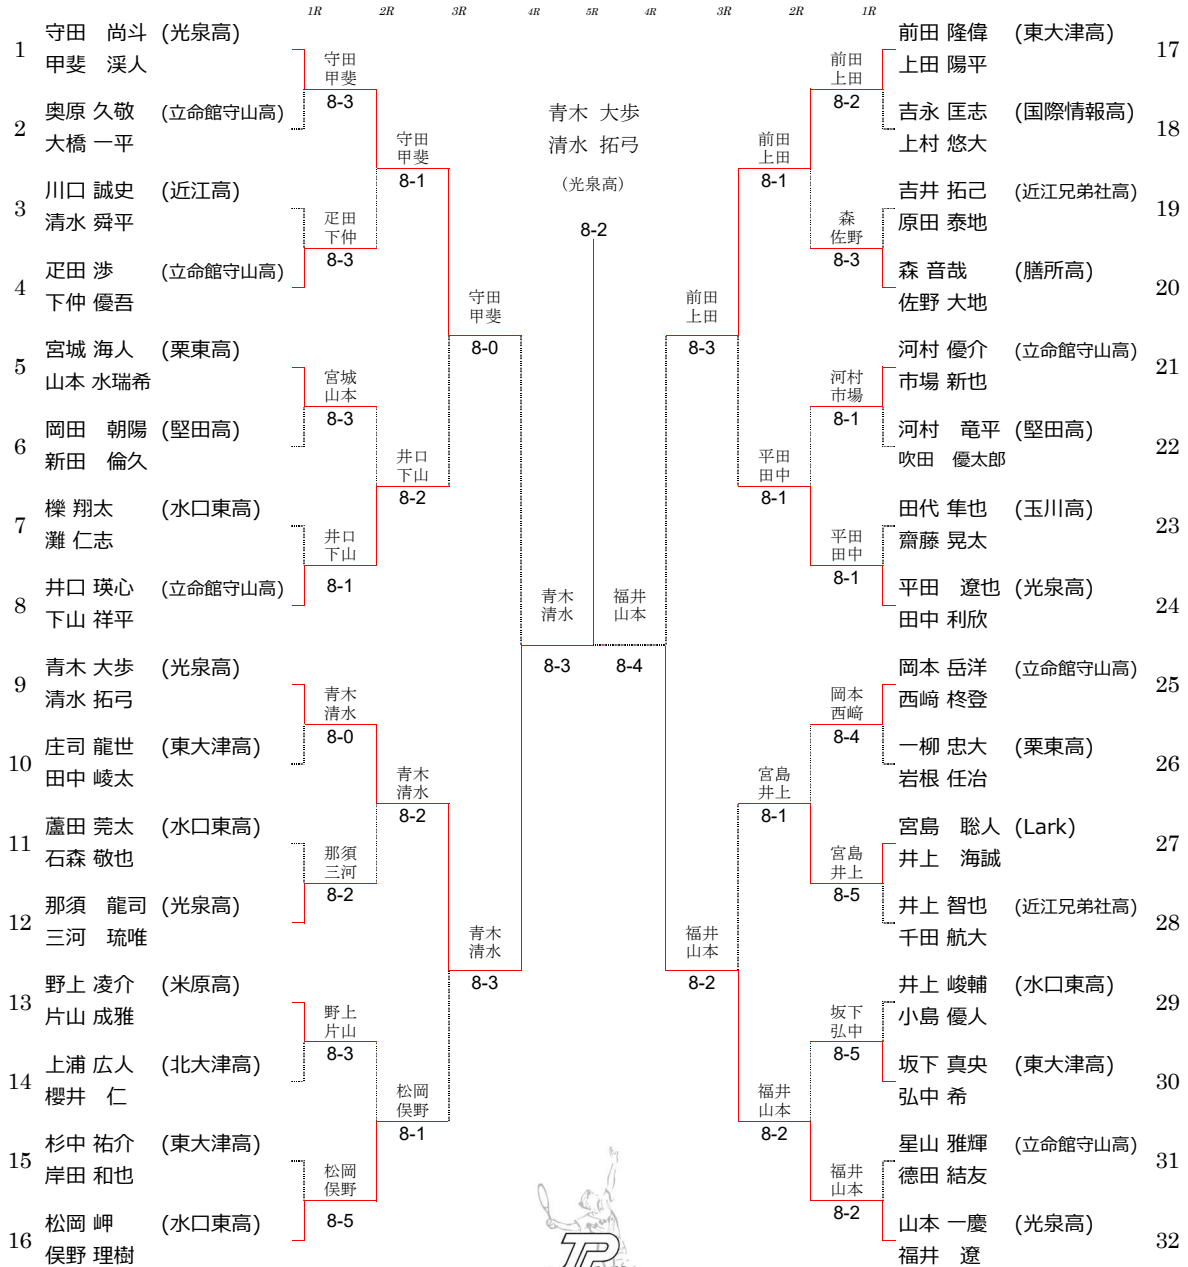 1R 2R 3R 4R 5R 4R 3R 2R 1R
1 守田 尚斗 (光泉高)
甲斐 渓人
2 奥原 久敬 (立命館守山高)
大橋 一平
3 川口 誠史 (近江高)
清水 舜平
4 疋田 渉 (立命館守山高)
下仲 優吾
5 宮城 海人 (栗東高)
山本 水瑞希
6 岡田 朝陽 (堅田高)
新田 倫久
7 櫟 翔太 (水口東高)
灘 仁志
8 井口 瑛心 (立命館守山高)
下山 祥平
9 青木 大歩 (光泉高)
清水 拓弓
10 庄司 龍世 (東大津高)
田中 崚太
11 蘆田 莞太 (水口東高)
石森 敬也
12 那須 龍司 (光泉高)
三河 琉唯
13 野上 凌介 (米原高)
片山 成雅
14 上浦 広人 (北大津高)
櫻井 仁
15 杉中 祐介 (東大津高)
岸田 和也
16 松岡 岬 (水口東高)
俣野 理樹
守田
甲斐
8-3
疋田
下仲
8-3
宮城
山本
8-3
井口
下山
8-1
青木
清水
8-0
那須
三河
8-2
野上
片山
8-3
松岡
俣野
8-5
守田
甲斐
8-1
井口
下山
8-2
青木
清水
8-2
松岡
俣野
8-1
守田
甲斐
8-0
青木
清水
8-3
青木
清水
8-3
青木 大歩
清水 拓弓
(光泉高)
8-2
福井
山本
8-4
前田
上田
8-3
福井
山本
8-2
前田
上田
8-1
平田
田中
8-1
宮島
井上
8-1
福井
山本
8-2
前田
上田
8-2
森
佐野
8-3
河村
市場
8-1
平田
田中
8-1
岡本
西﨑
8-4
宮島
井上
8-5
坂下
弘中
8-5
福井
山本
8-2
前田 隆偉 (東大津高) 17
上田 陽平
吉永 匡志 (国際情報高) 18
上村 悠大
吉井 拓己 (近江兄弟社高) 19
原田 泰地
森 音哉 (膳所高) 20
佐野 大地
河村 優介 (立命館守山高) 21
市場 新也
河村 竜平 (堅田高) 22
吹田 優太郎
田代 隼也 (玉川高) 23
齋藤 晃太
平田 遼也 (光泉高) 24
田中 利欣
岡本 岳洋 (立命館守山高) 25
西﨑 柊登
一柳 忠大 (栗東高) 26
岩根 任冶
宮島 聡人 (Lark) 27
井上 海誠
井上 智也 (近江兄弟社高) 28
千田 航大
井上 峻輔 (水口東高) 29
小島 優人
坂下 真央 (東大津高) 30
弘中 希
星山 雅輝 (立命館守山高) 31
德田 結友
山本 一慶 (光泉高) 32
福井 遼
TP